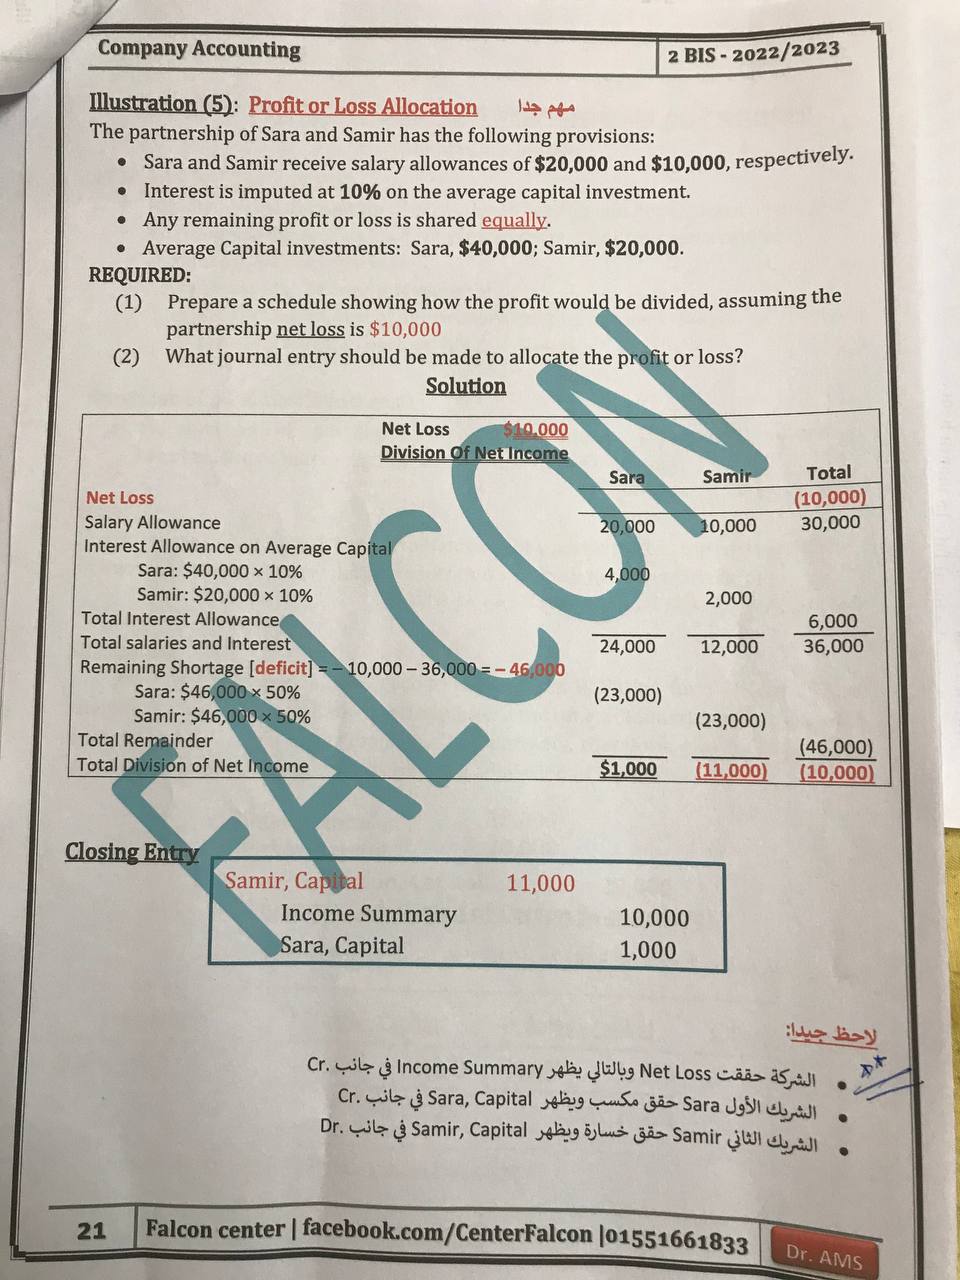 Company Accounting
2 BIS - 2022/2023
Illustration (5): Profit or Loss Allocation مهم جدا
The partnership of Sara and Samir has the following provisions:
• Sara and Samir receive salary allowances of $20,000 and $10,000, respectively.
• Interest is imputed at 10% on the average capital investment.
• Any remaining profit or loss is shared equally.
• Average Capital investments: Sara, $40,000; Samir, $20,000.
REQUIRED:
(1) Prepare a schedule showing how the profit would be divided, assuming the
partnership net loss is $10,000
(2) What journal entry should be made to allocate the profit or loss?
Solution
Net Loss $10,000
Division Of Net Income
Sara Samir Total
Net Loss (10,000)
Salary Allowance 20,000 10,000 30,000
Interest Allowance on Average Capital
Sara: $40,000 × 10% 4,000
Samir: $20,000 × 10% 2,000
Total Interest Allowance 6,000
Total salaries and Interest 24,000 12,000 36,000
Remaining Shortage [deficit] = – 10,000 – 36,000 = – 46,000
Sara: $46,000 × 50% (23,000)
Samir: $46,000 × 50% (23,000)
Total Remainder (46,000)
Total Division of Net Income $1,000 (11,000) (10,000)
FALCON
Closing Entry
Samir, Capital 11,000
Income Summary 10,000
Sara, Capital 1,000
لاحظ جيدا:
• الشركة حققت Net Loss وبالتالي يظهر Income Summary في جانب Cr.
• الشريك الأول Sara حقق مكسب ويظهر Sara, Capital في جانب Cr.
• الشريك الثاني Samir حقق خسارة ويظهر Samir, Capital في جانب Dr.
21 Falcon center | facebook.com/CenterFalcon |01551661833
Dr. AMS